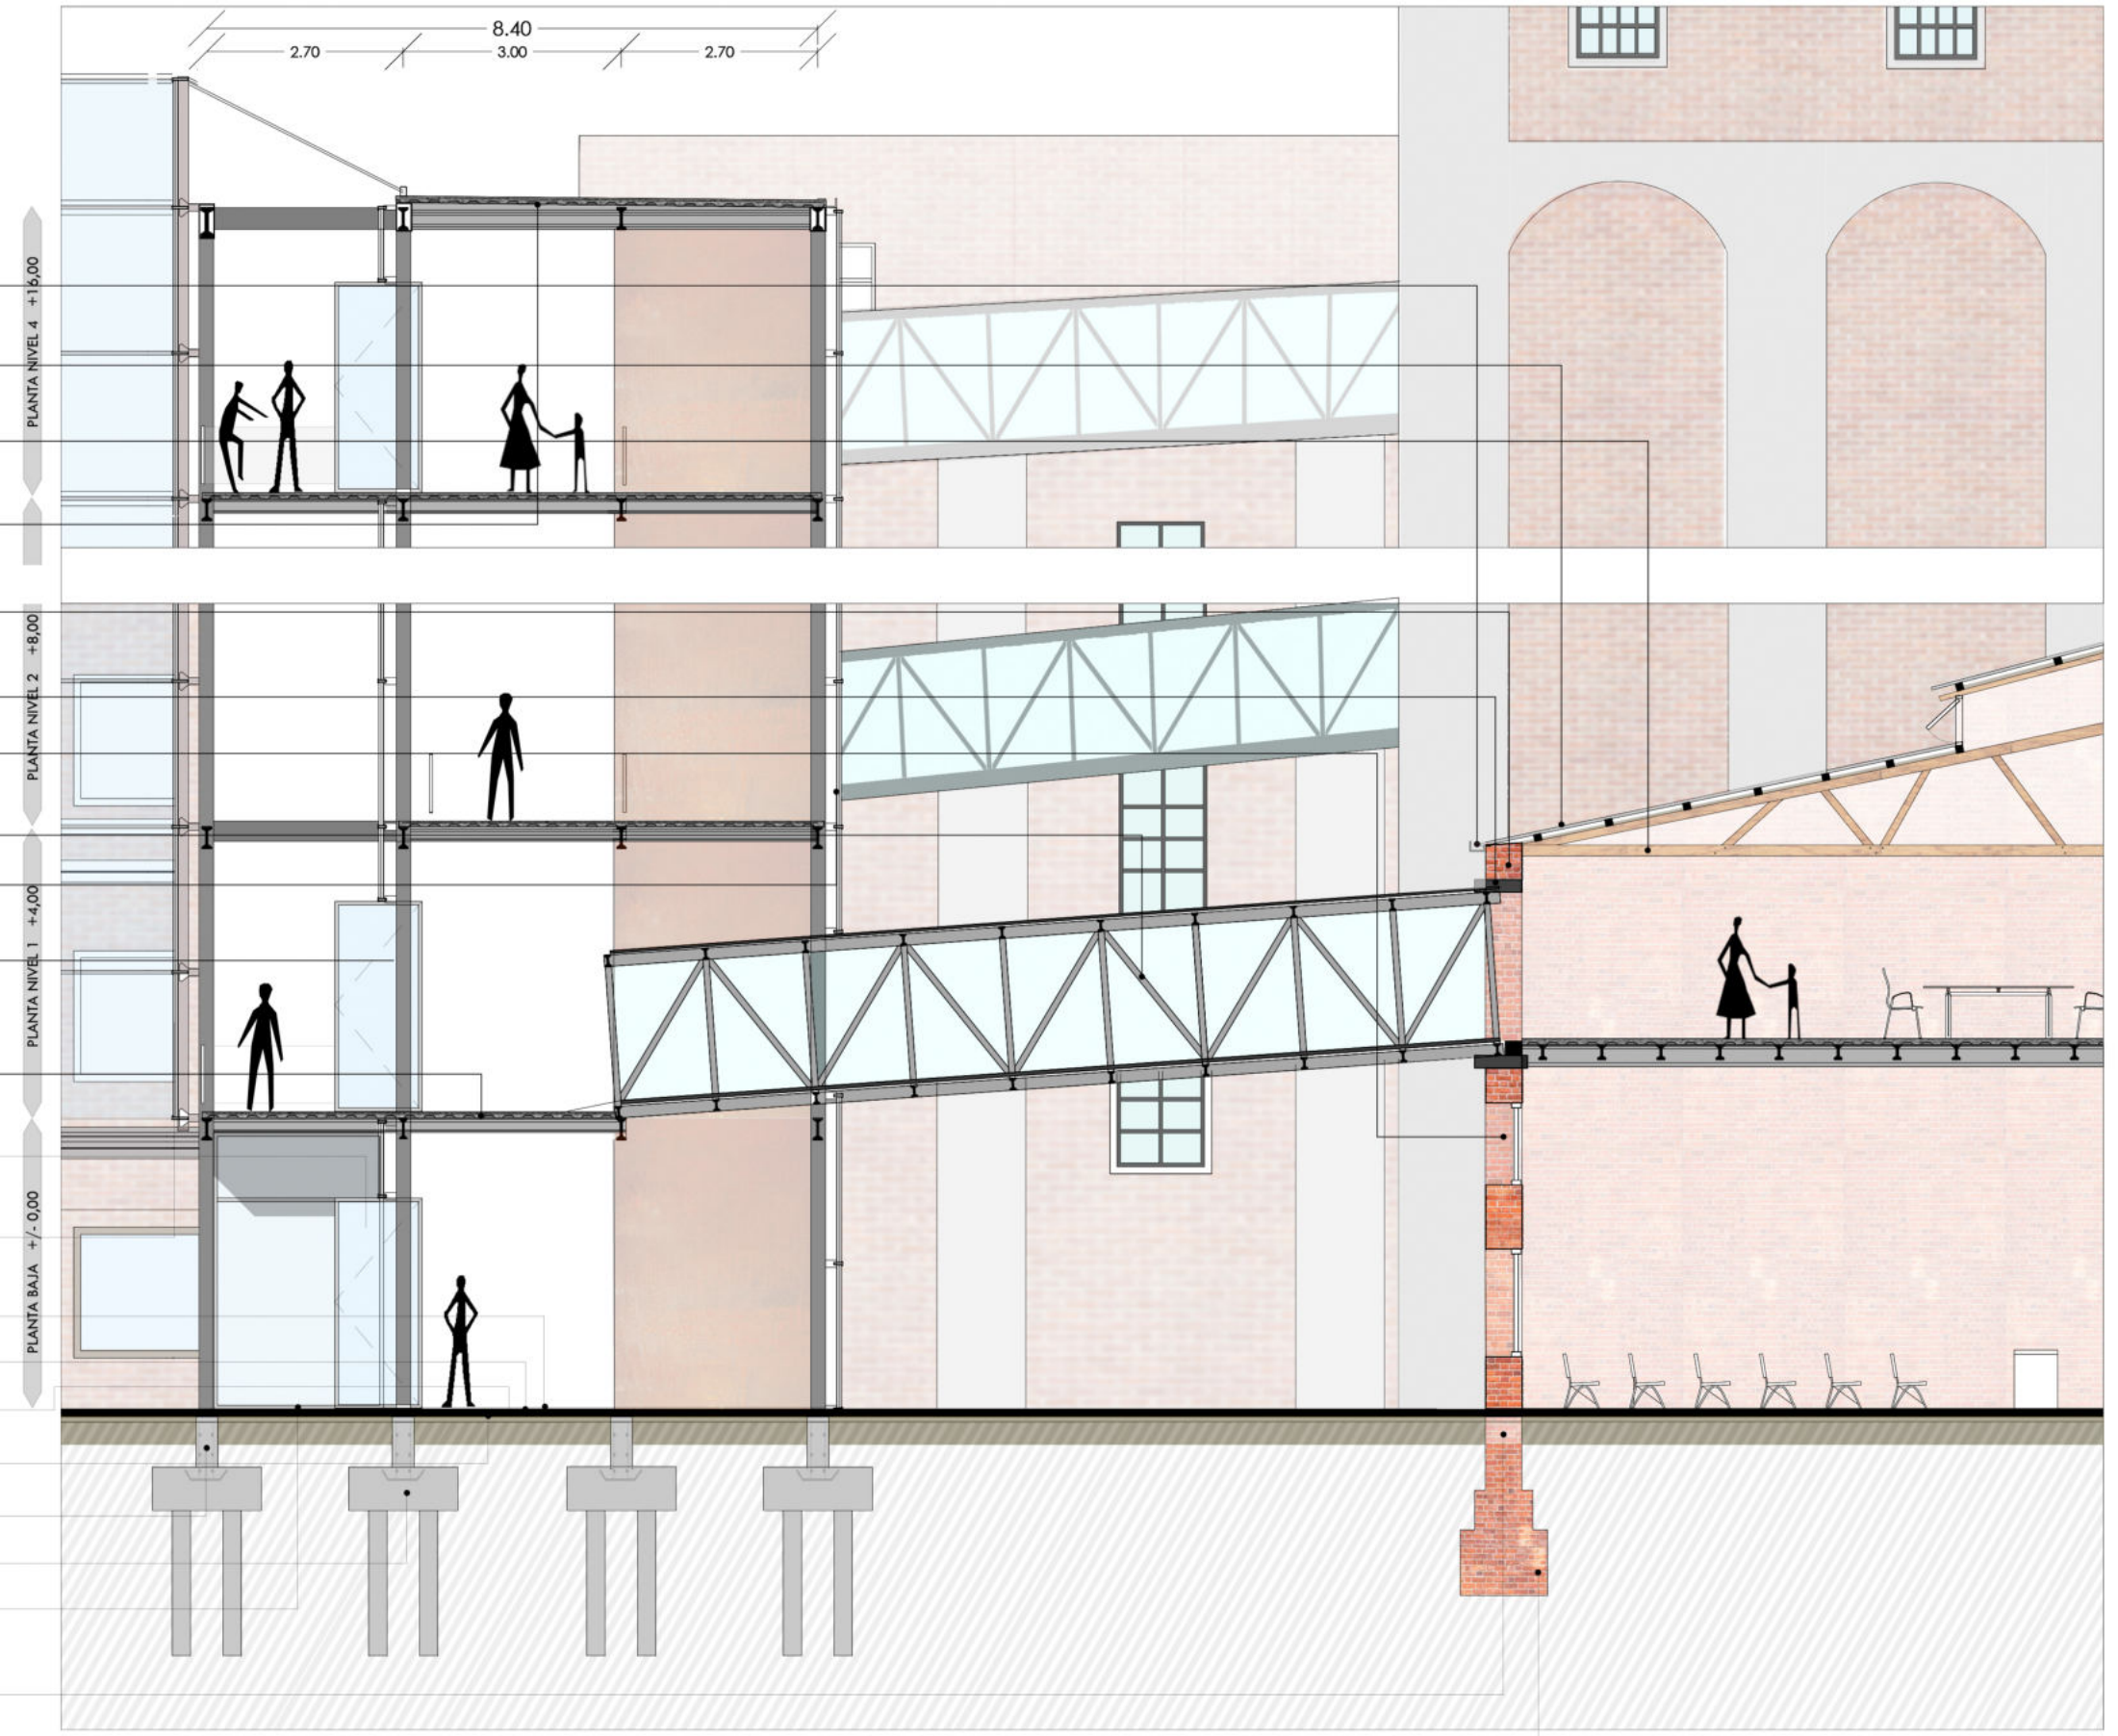 8.40
2.70 3.00 2.70
PLANTA NIVEL 4 +16,00
PLANTA NIVEL 2 +8,00
PLANTA NIVEL 1 +4,00
PLANTA BAJA +/- 0,00